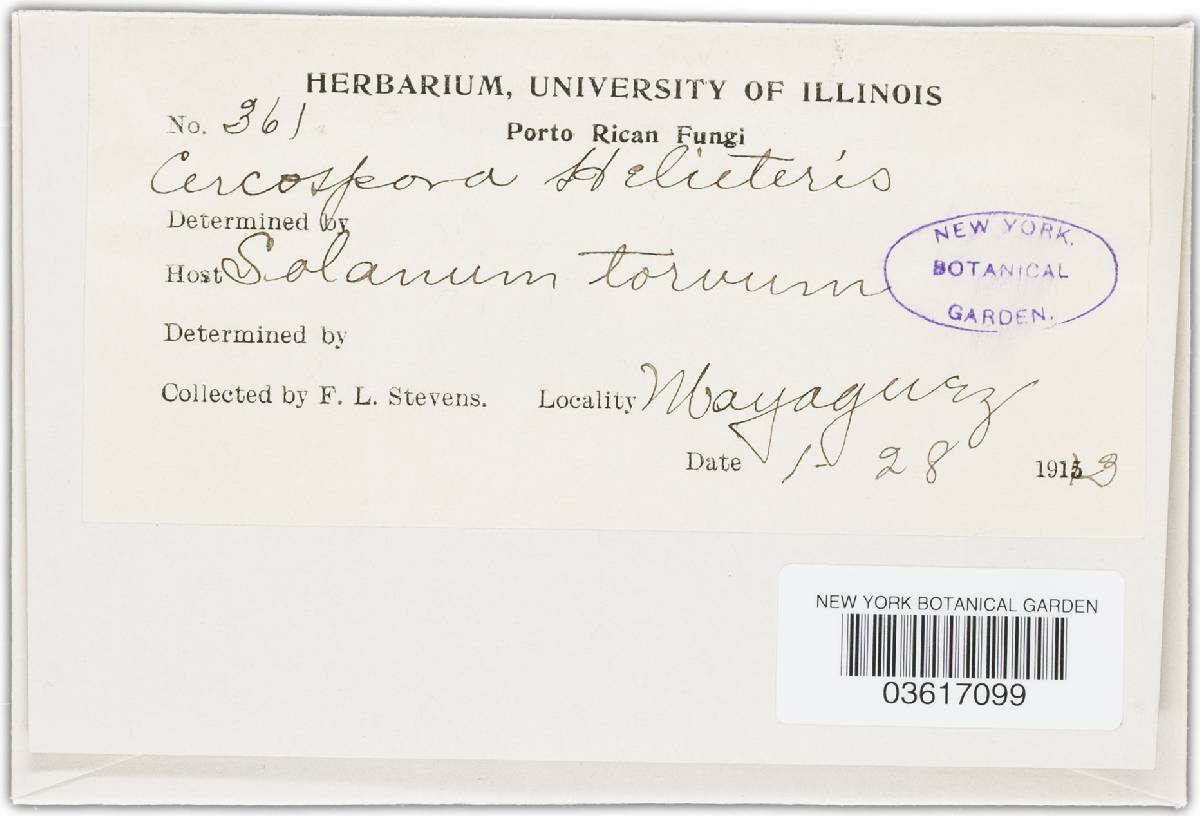 HERBARIUM, UNIVERSITY OF ILLINOIS
No. 361
Porto Rican Fungi
Cercospora Helicteris
Determined by
Host Solanum torvum
NEW YORK.
BOTANICAL
GARDEN.
Determined by
Collected by F. L. Stevens. Locality Mayaguez
Date 1-28 1913
NEW YORK BOTANICAL GARDEN
03617099